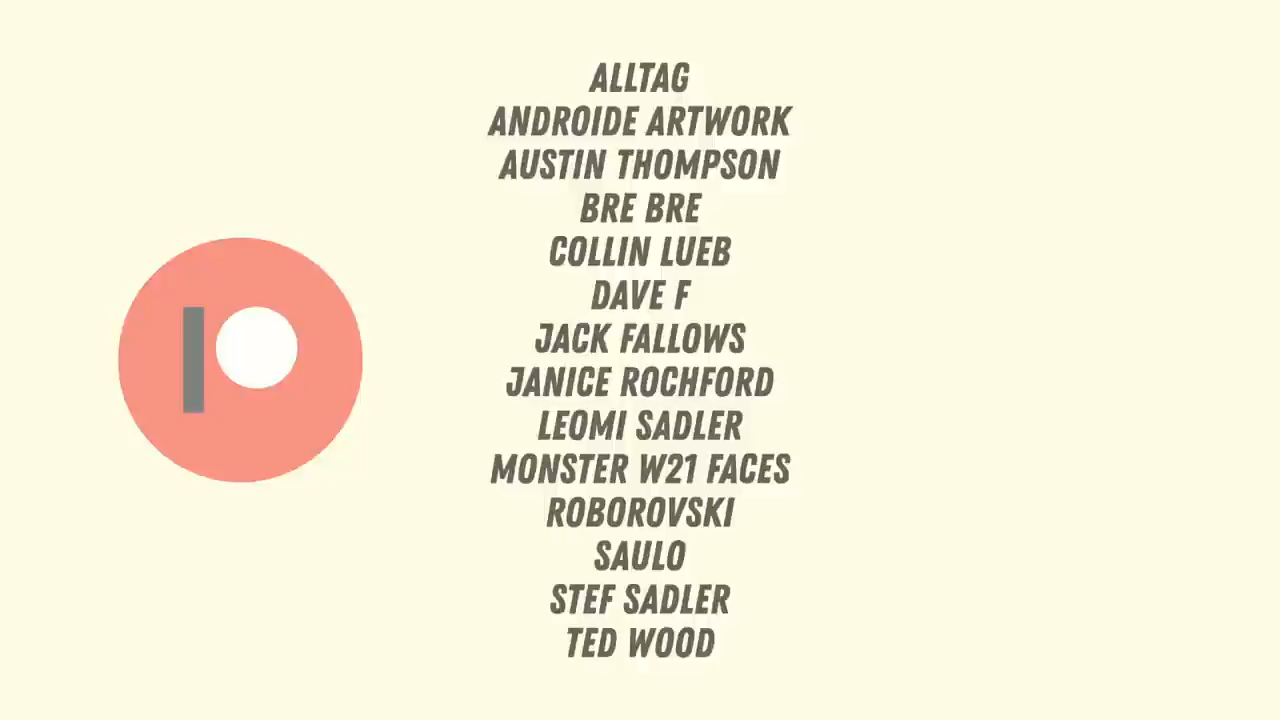 ALLTAG
ANDROIDE ARTWORK
AUSTIN THOMPSON
BRE BRE
COLLIN LUEB
DAVE F
JACK FALLOWS
JANICE ROCHFORD
LEOMI SADLER
MONSTER W21 FACES
ROBOROVSKI
SAULO
STEF SADLER
TED WOOD